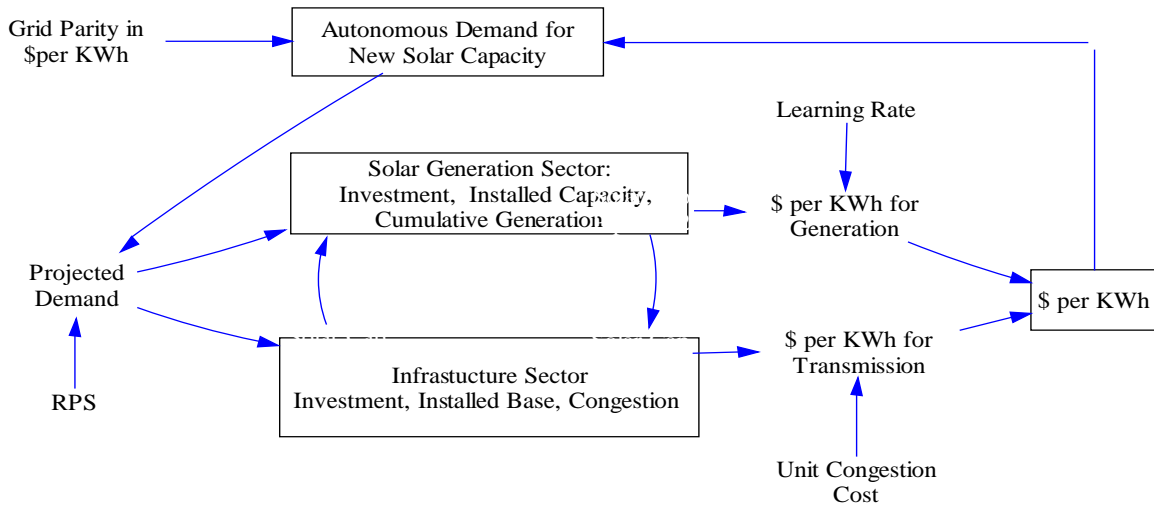 Grid Parity in
$per KWh
Autonomous Demand for
New Solar Capacity
Learning Rate
Solar Generation Sector:
Investment, Installed Capacity,
Cumulative Generation
$ per KWh for
Generation
Projected
Demand
$ per KWh
$ per KWh for
Transmission
Infrastucture Sector
Investment, Installed Base, Congestion
RPS
Unit Congestion
Cost